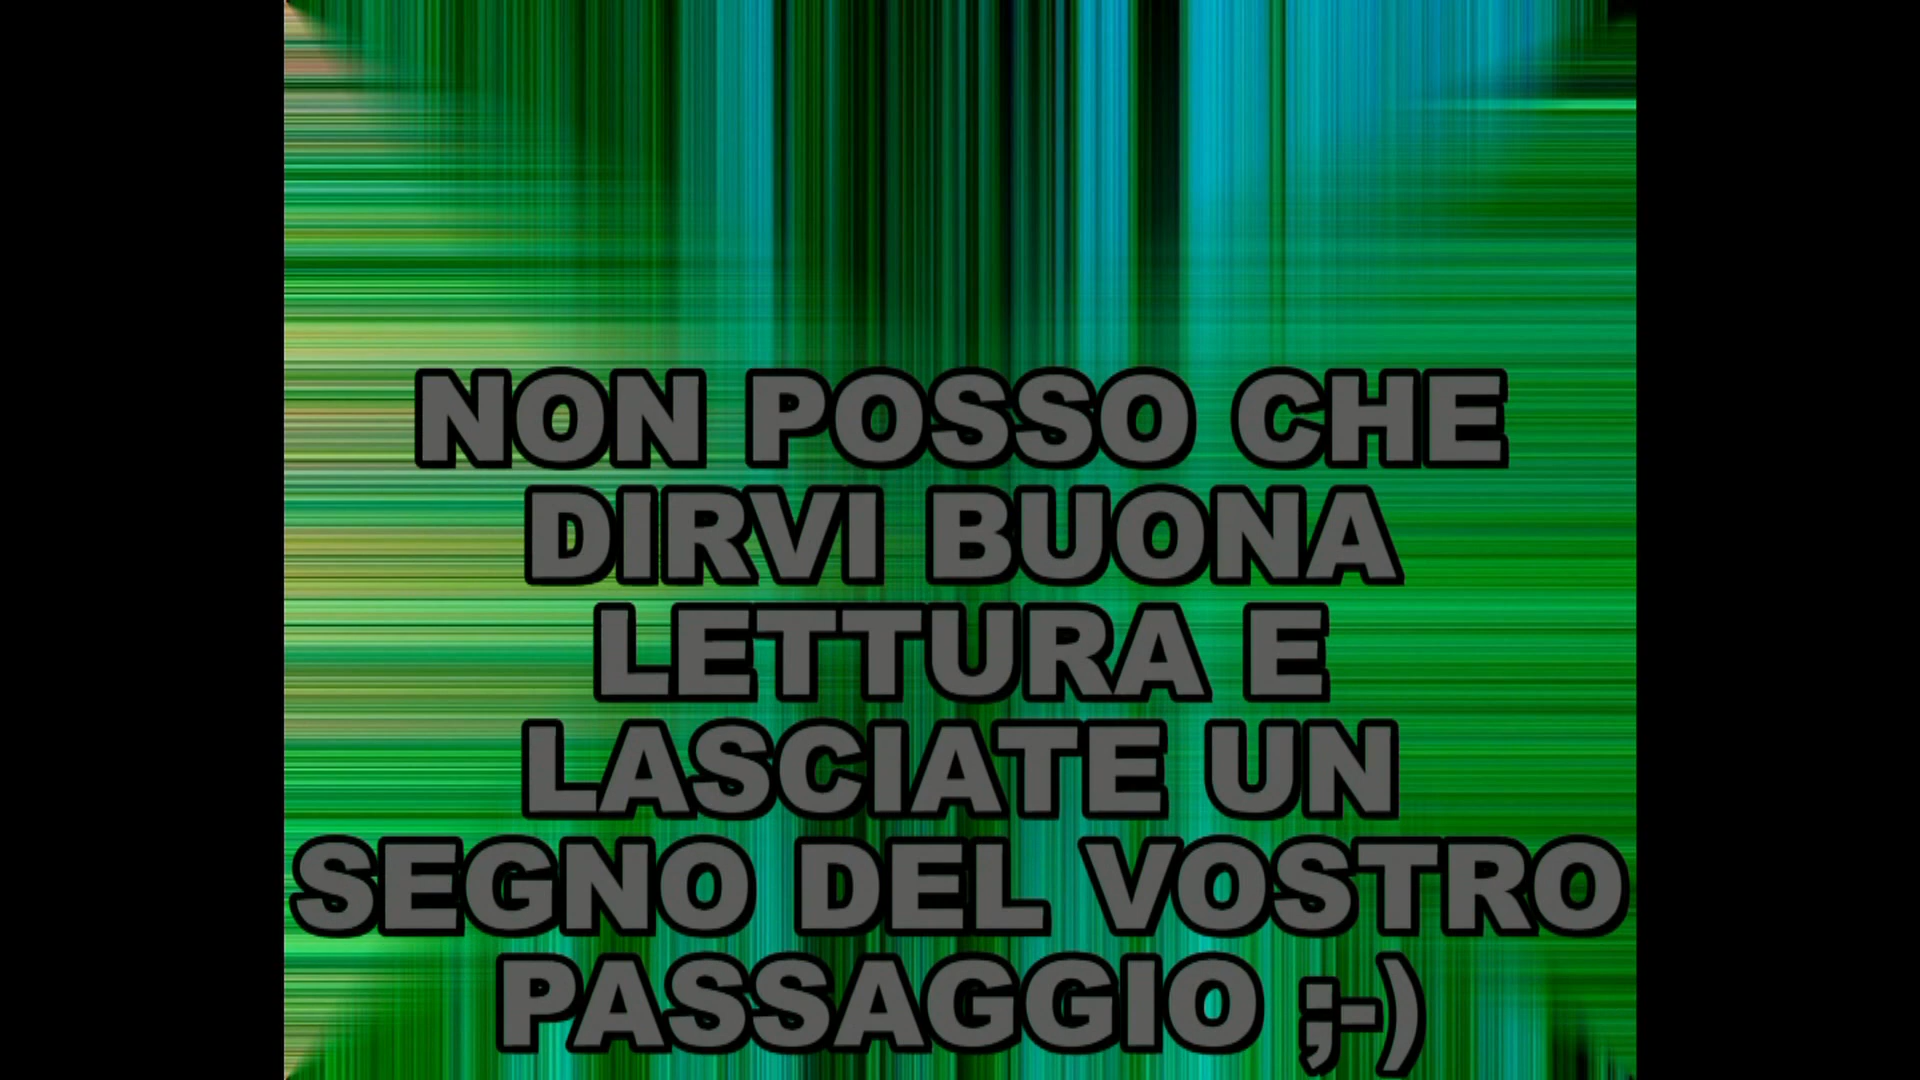 NON POSSO CHE
DIRVI BUONA
LETTURA E
LASCIATE UN
SEGNO DEL VOSTRO
PASSAGGIO ;-)